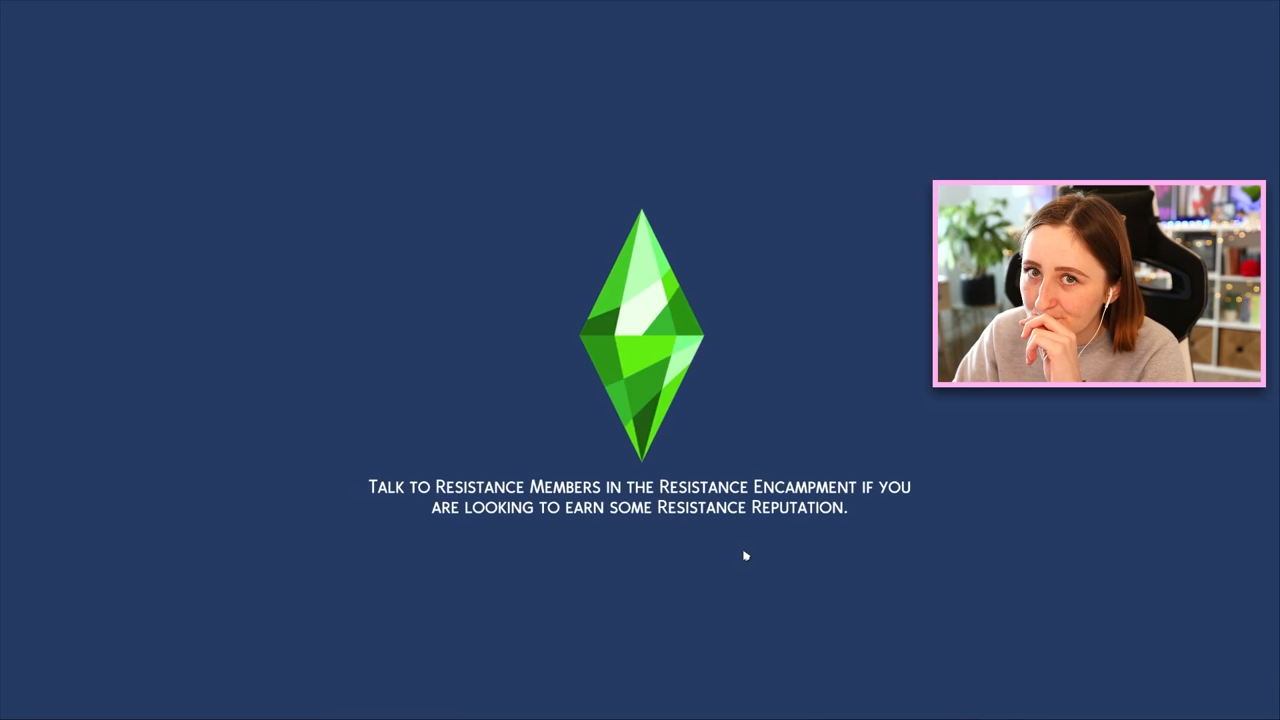 Talk to Resistance Members in the Resistance Encampment if you
are looking to earn some Resistance Reputation.